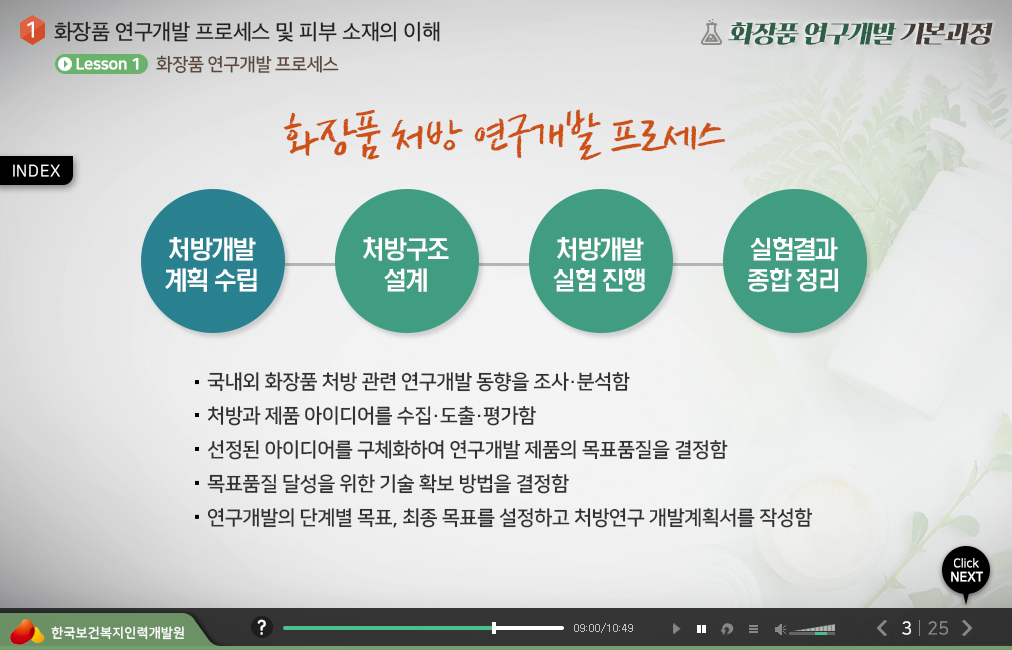 1 화장품 연구개발 프로세스 및 피부 소재의 이해
화장품 연구개발 기본과정
Lesson 1 화장품 연구개발 프로세스
화장품 처방 연구개발 프로세스
INDEX
처방개발
계획 수립
처방구조
설계
처방개발
실험 진행
실험결과
종합 정리
· 국내외 화장품 처방 관련 연구개발 동향을 조사·분석함
· 처방과 제품 아이디어를 수집·도출·평가함
· 선정된 아이디어를 구체화하여 연구개발 제품의 목표품질을 결정함
· 목표품질 달성을 위한 기술 확보 방법을 결정함
· 연구개발의 단계별 목표, 최종 목표를 설정하고 처방연구 개발계획서를 작성함
Click
NEXT
한국보건복지인력개발원
?
09:00/10:49
3 | 25